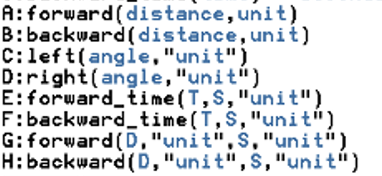 A:forward(distance,unit)
B:backward(distance,unit)
C:left(angle,"unit")
D:right(angle,"unit")
E:forward_time(T,S,"unit")
F:backward_time(T,S,"unit")
G:forward(D,"unit",S,"unit")
H:backward(D,"unit",S,"unit")